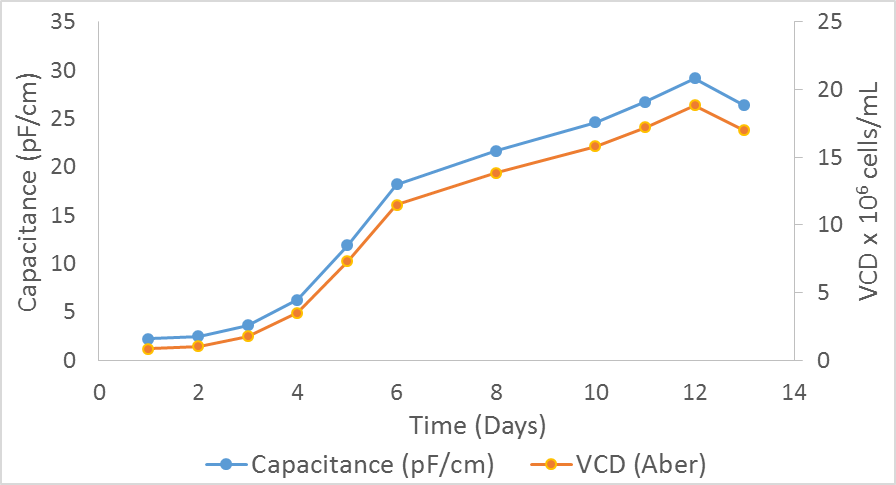 35
30
25
20
15
10
5
0
Capacitance (pF/cm)
25
20
15
10
5
0
VCD x 10⁶ cells/mL
0 2 4 6 8 10 12 14
Time (Days)
Capacitance (pF/cm) VCD (Aber)